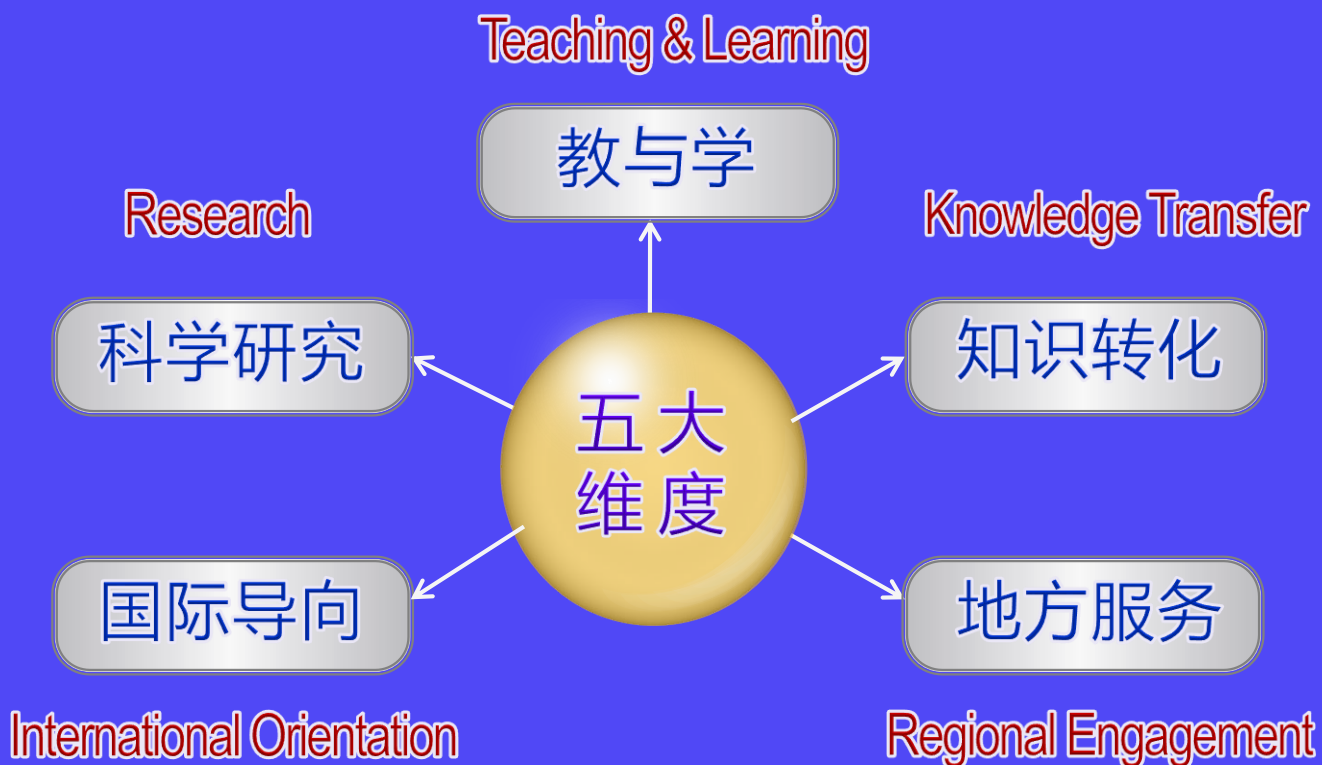 Teaching & Learning
教与学
Research
Knowledge Transfer
科学研究
知识转化
五大
维度
国际导向
地方服务
International Orientation
Regional Engagement